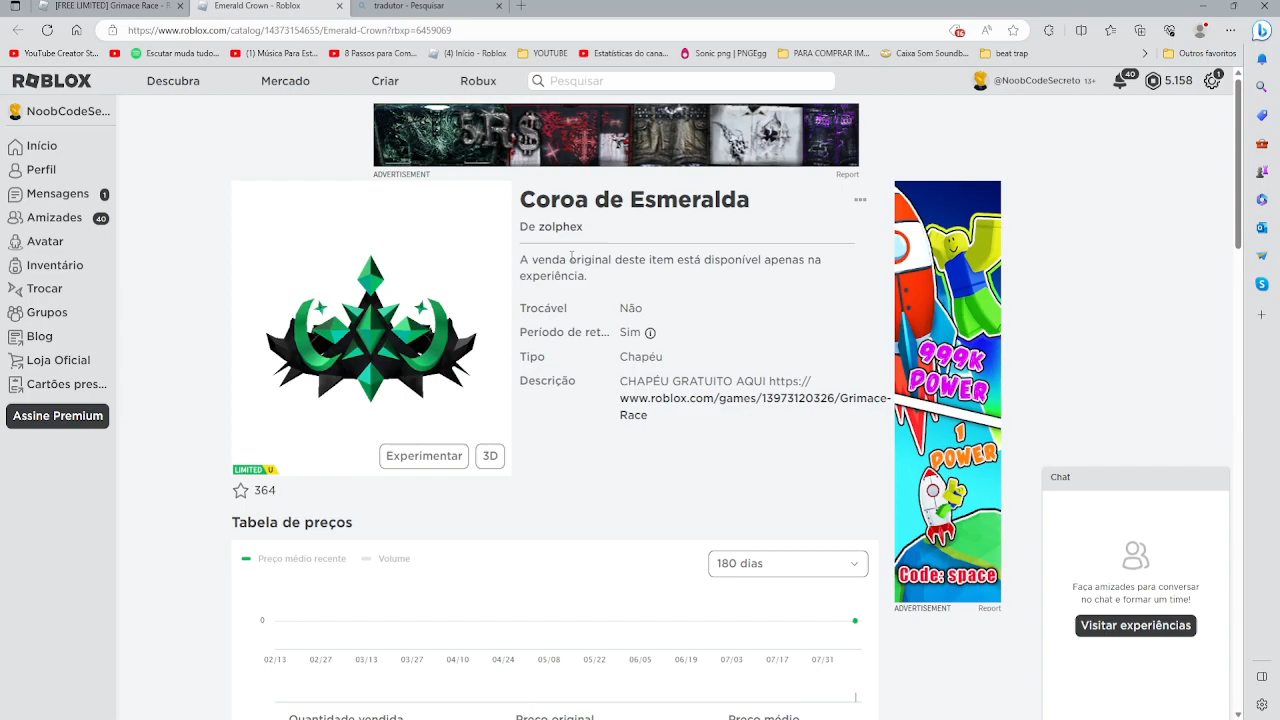 [FREE LIMITED] Grimace Race - R
Emerald Crown - Roblox
tradutor - Pesquisar
https://www.roblox.com/catalog/14373154655/Emerald-Crown?rbxp=6459069
16
YouTube Creator S...
Erisk muda tudo...
(1) Música Para Est...
8 Passos para Com...
(4) Início - Roblox
YOUTUBE
Estatísticas do cana...
Sonic png | PNGEgg
PARA COMPRAR IM...
Caixa Som Soundb...
beat trap
Outros favoritos
ROBLOX
Descubra
Mercado
Criar
Robux
Pesquisar
@NoobCodeSecreto 13+
40
5.158
1
NoobCodeSe...
Início
Perfil
Mensagens 1
Amizades 40
Avatar
Inventário
Trocar
Grupos
Blog
Loja Oficial
Cartões pres...
Assine Premium
ADVERTISEMENT
Report
Coroa de Esmeralda
De zolphex
A venda original deste item está disponível apenas na
experiência.
Trocável Não
Período de ret... Sim
Tipo Chapéu
Descrição CHAPÉU GRATUITO AQUI https://
www.roblox.com/games/13973120326/Grimace-
Race
Experimentar
3D
LIMITED U
364
Tabela de preços
Preço médio recente
Volume
180 dias
0
02/13 02/27 03/13 03/27 04/10 04/24 05/08 05/22 06/05 06/19 07/03 07/17 07/31
Quantidade vendida
Preço original
Preço médio
999K
POWER
1
POWER
Code: space
ADVERTISEMENT
Report
Chat
Faça amizades para conversar
no chat e formar um time!
Visitar experiências